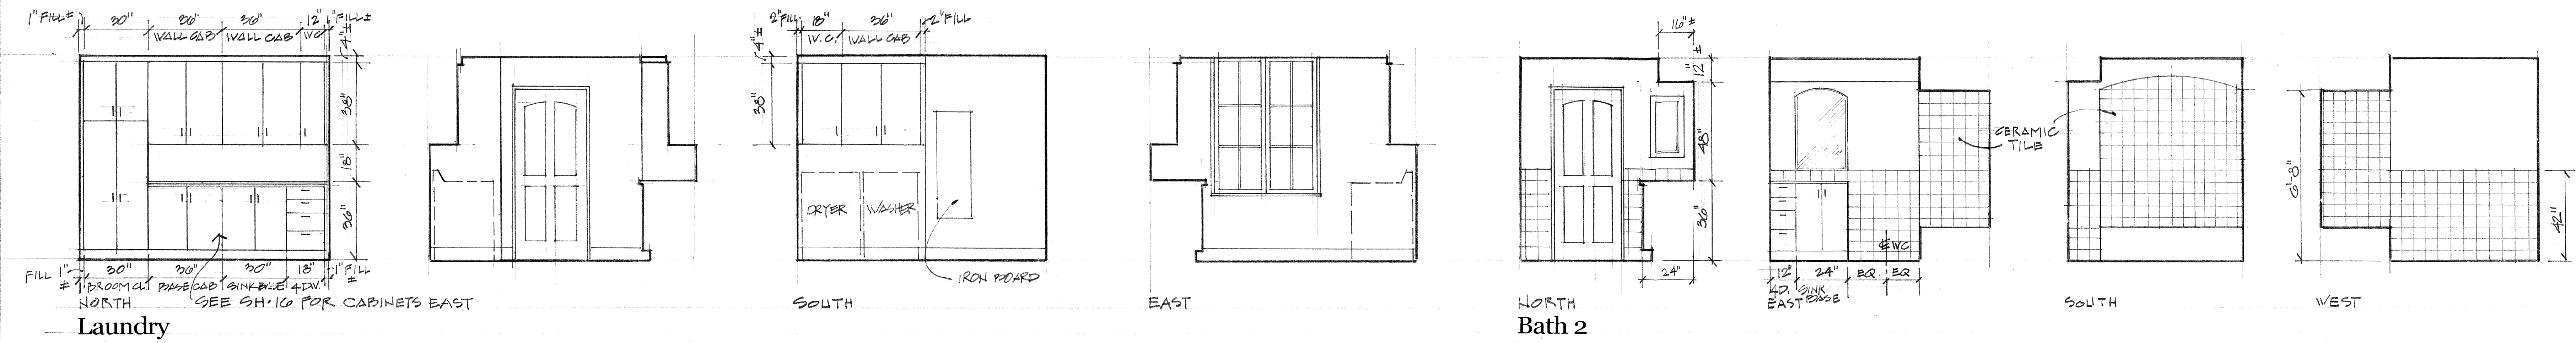 1" FILL ± 30" 36" 36" 12" 1" FILL ±
WALL CAB WALL CAB W.C.
4" ±
38"
18"
36"
FILL 1" ± 30" 36" 30" 18" 1" FILL ±
BROOM CL. BASE CAB SINK BASE 4 DW.
NORTH SEE SH. 16 FOR CABINETS EAST
Laundry
2" FILL 18" 36" 2" FILL
W.C. WALL CAB
4" ±
38"
DRYER WASHER
IRON BOARD
SOUTH
EAST
16" ±
12" ±
48"
36"
24"
NORTH
Bath 2
℄ WC
12" 24" EQ. EQ
4D. SINK BASE
EAST
CERAMIC
TILE
SOUTH
6'-8"
42"
WEST